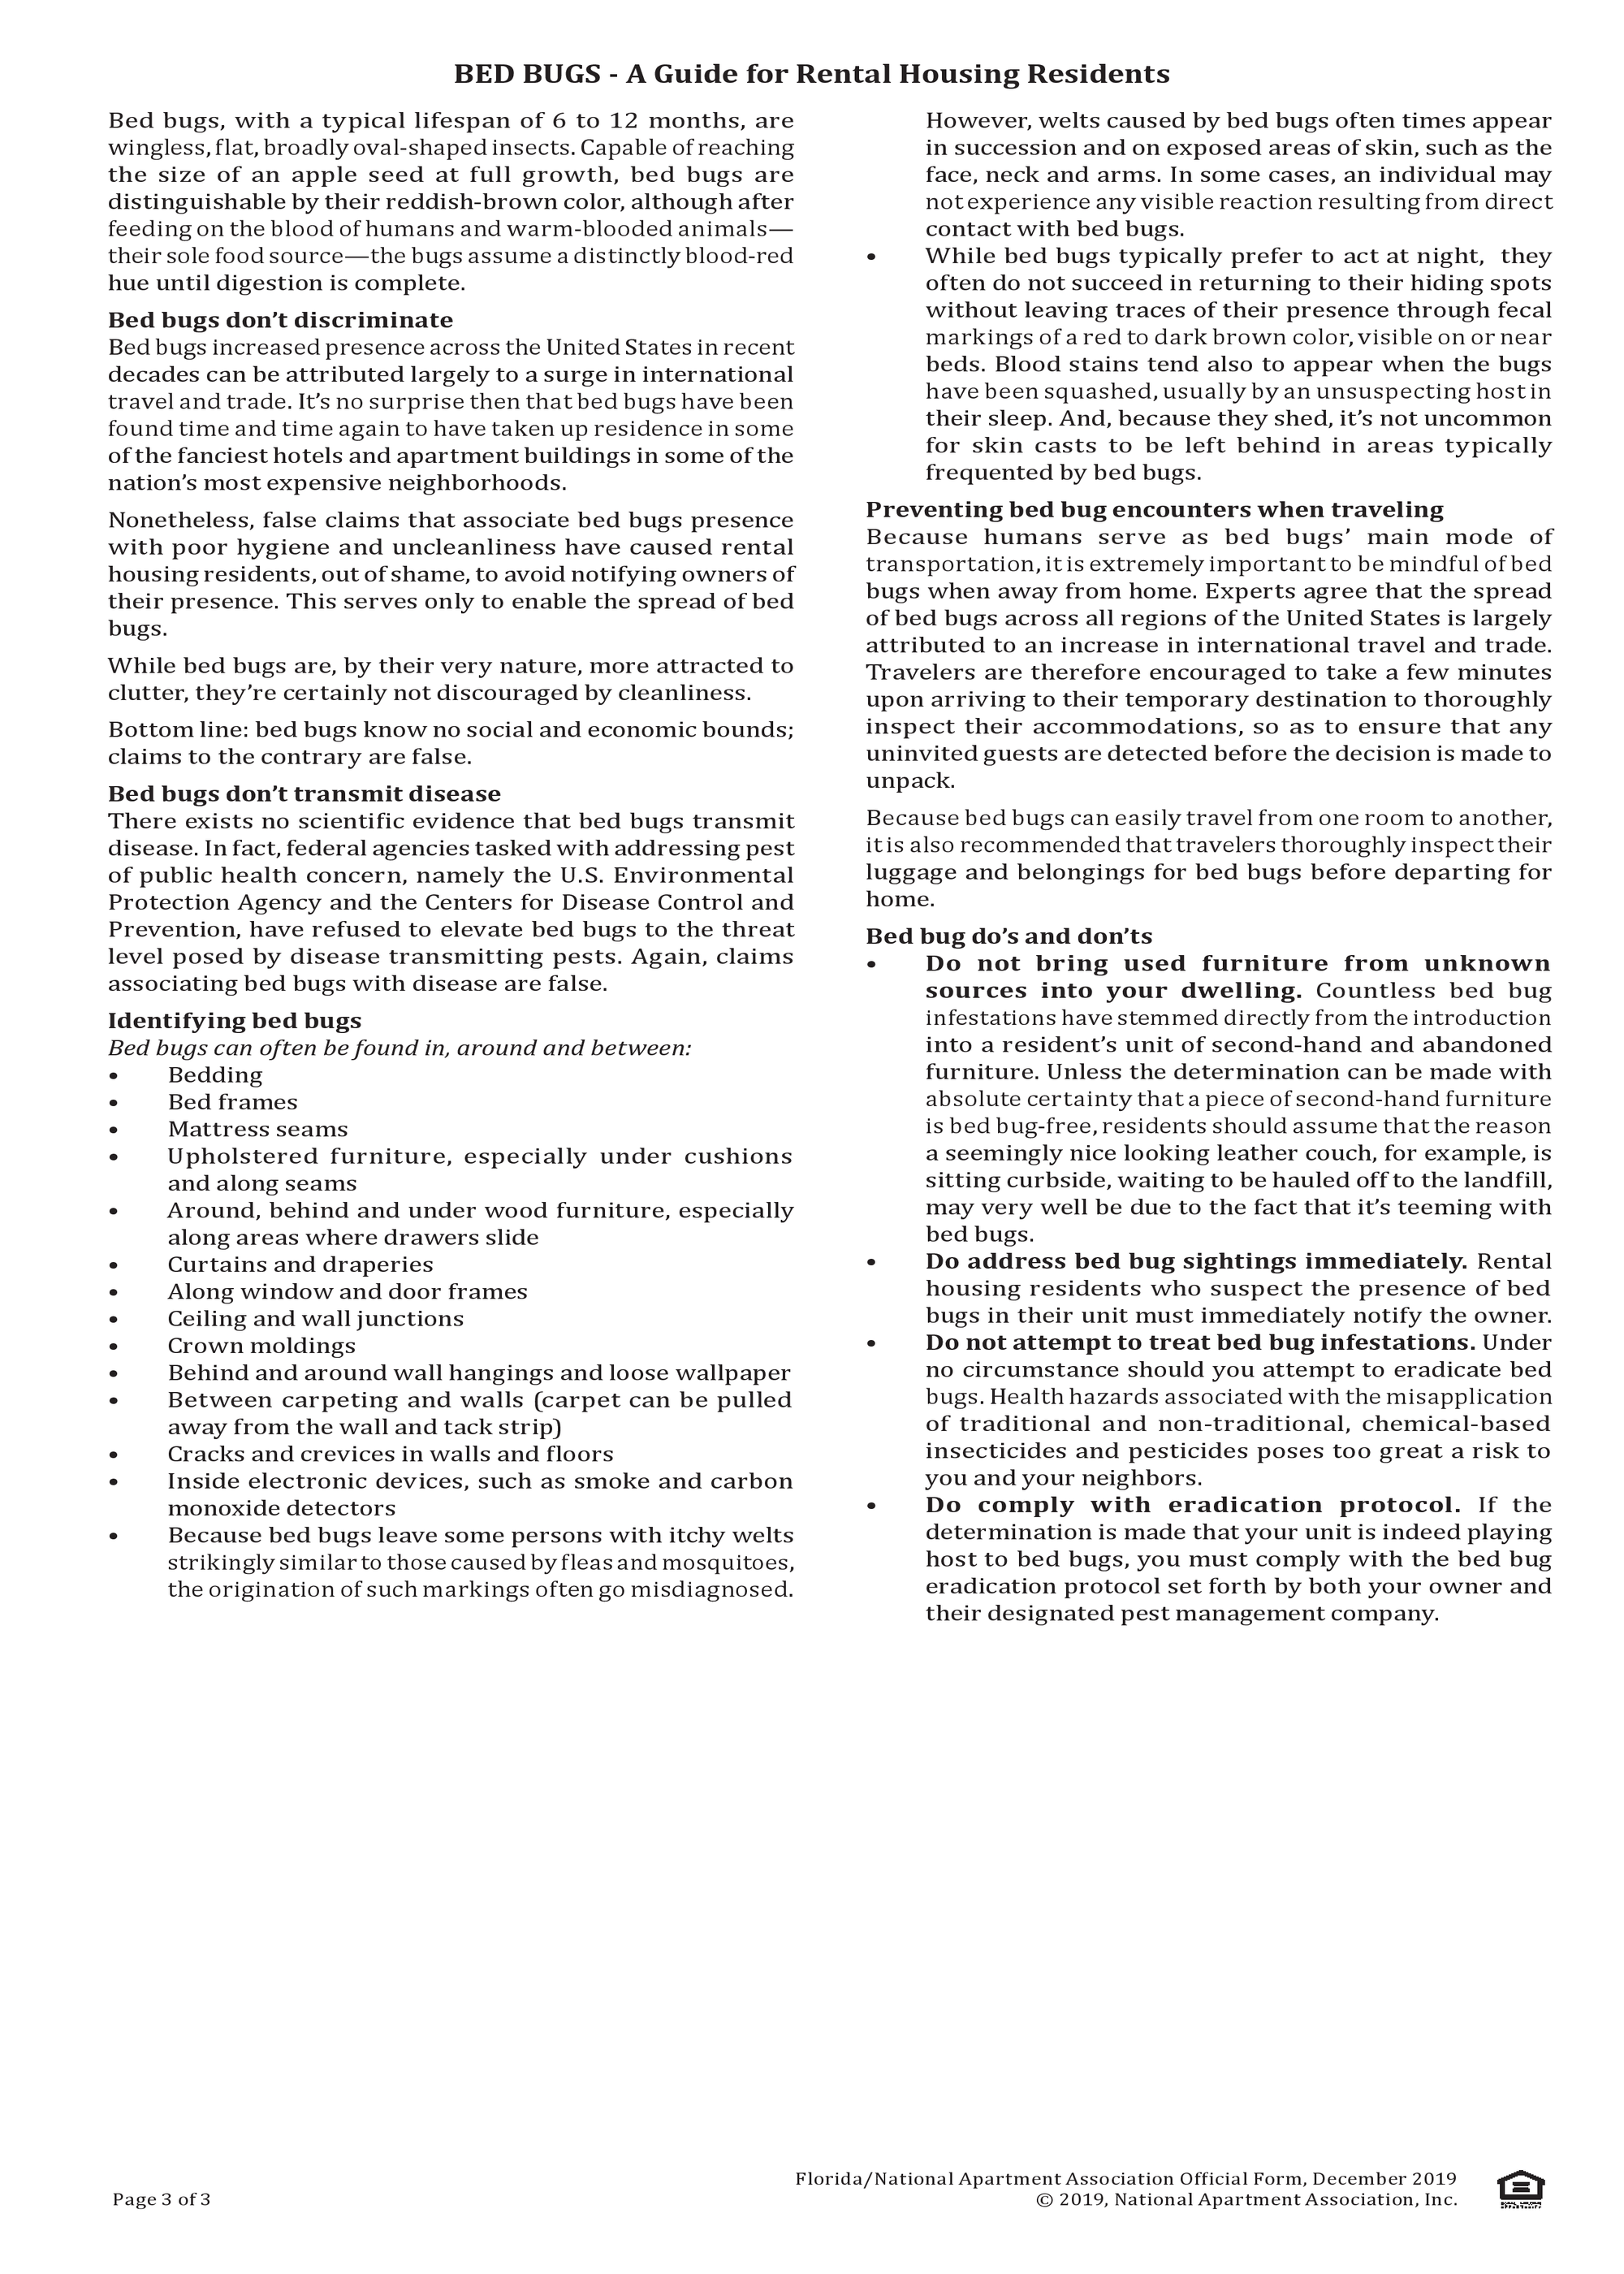 BED BUGS - A Guide for Rental Housing Residents
Bed bugs, with a typical lifespan of 6 to 12 months, are
wingless, flat, broadly oval-shaped insects. Capable of reaching
the size of an apple seed at full growth, bed bugs are
distinguishable by their reddish-brown color, although after
feeding on the blood of humans and warm-blooded animals—
their sole food source—the bugs assume a distinctly blood-red
hue until digestion is complete.
Bed bugs don’t discriminate
Bed bugs increased presence across the United States in recent
decades can be attributed largely to a surge in international
travel and trade. It’s no surprise then that bed bugs have been
found time and time again to have taken up residence in some
of the fanciest hotels and apartment buildings in some of the
nation’s most expensive neighborhoods.
Nonetheless, false claims that associate bed bugs presence
with poor hygiene and uncleanliness have caused rental
housing residents, out of shame, to avoid notifying owners of
their presence. This serves only to enable the spread of bed
bugs.
While bed bugs are, by their very nature, more attracted to
clutter, they’re certainly not discouraged by cleanliness.
Bottom line: bed bugs know no social and economic bounds;
claims to the contrary are false.
Bed bugs don’t transmit disease
There exists no scientific evidence that bed bugs transmit
disease. In fact, federal agencies tasked with addressing pest
of public health concern, namely the U.S. Environmental
Protection Agency and the Centers for Disease Control and
Prevention, have refused to elevate bed bugs to the threat
level posed by disease transmitting pests. Again, claims
associating bed bugs with disease are false.
Identifying bed bugs
Bed bugs can often be found in, around and between:
• Bedding
• Bed frames
• Mattress seams
• Upholstered furniture, especially under cushions
and along seams
• Around, behind and under wood furniture, especially
along areas where drawers slide
• Curtains and draperies
• Along window and door frames
• Ceiling and wall junctions
• Crown moldings
• Behind and around wall hangings and loose wallpaper
• Between carpeting and walls (carpet can be pulled
away from the wall and tack strip)
• Cracks and crevices in walls and floors
• Inside electronic devices, such as smoke and carbon
monoxide detectors
• Because bed bugs leave some persons with itchy welts
strikingly similar to those caused by fleas and mosquitoes,
the origination of such markings often go misdiagnosed.
However, welts caused by bed bugs often times appear
in succession and on exposed areas of skin, such as the
face, neck and arms. In some cases, an individual may
not experience any visible reaction resulting from direct
contact with bed bugs.
• While bed bugs typically prefer to act at night, they
often do not succeed in returning to their hiding spots
without leaving traces of their presence through fecal
markings of a red to dark brown color, visible on or near
beds. Blood stains tend also to appear when the bugs
have been squashed, usually by an unsuspecting host in
their sleep. And, because they shed, it’s not uncommon
for skin casts to be left behind in areas typically
frequented by bed bugs.
Preventing bed bug encounters when traveling
Because humans serve as bed bugs’ main mode of
transportation, it is extremely important to be mindful of bed
bugs when away from home. Experts agree that the spread
of bed bugs across all regions of the United States is largely
attributed to an increase in international travel and trade.
Travelers are therefore encouraged to take a few minutes
upon arriving to their temporary destination to thoroughly
inspect their accommodations, so as to ensure that any
uninvited guests are detected before the decision is made to
unpack.
Because bed bugs can easily travel from one room to another,
it is also recommended that travelers thoroughly inspect their
luggage and belongings for bed bugs before departing for
home.
Bed bug do’s and don’ts
• Do not bring used furniture from unknown
sources into your dwelling. Countless bed bug
infestations have stemmed directly from the introduction
into a resident’s unit of second-hand and abandoned
furniture. Unless the determination can be made with
absolute certainty that a piece of second-hand furniture
is bed bug-free, residents should assume that the reason
a seemingly nice looking leather couch, for example, is
sitting curbside, waiting to be hauled off to the landfill,
may very well be due to the fact that it’s teeming with
bed bugs.
• Do address bed bug sightings immediately. Rental
housing residents who suspect the presence of bed
bugs in their unit must immediately notify the owner.
• Do not attempt to treat bed bug infestations. Under
no circumstance should you attempt to eradicate bed
bugs. Health hazards associated with the misapplication
of traditional and non-traditional, chemical-based
insecticides and pesticides poses too great a risk to
you and your neighbors.
• Do comply with eradication protocol. If the
determination is made that your unit is indeed playing
host to bed bugs, you must comply with the bed bug
eradication protocol set forth by both your owner and
their designated pest management company.
Florida/National Apartment Association Official Form, December 2019
Page 3 of 3
© 2019, National Apartment Association, Inc.
EQUAL HOUSING
OPPORTUNITY